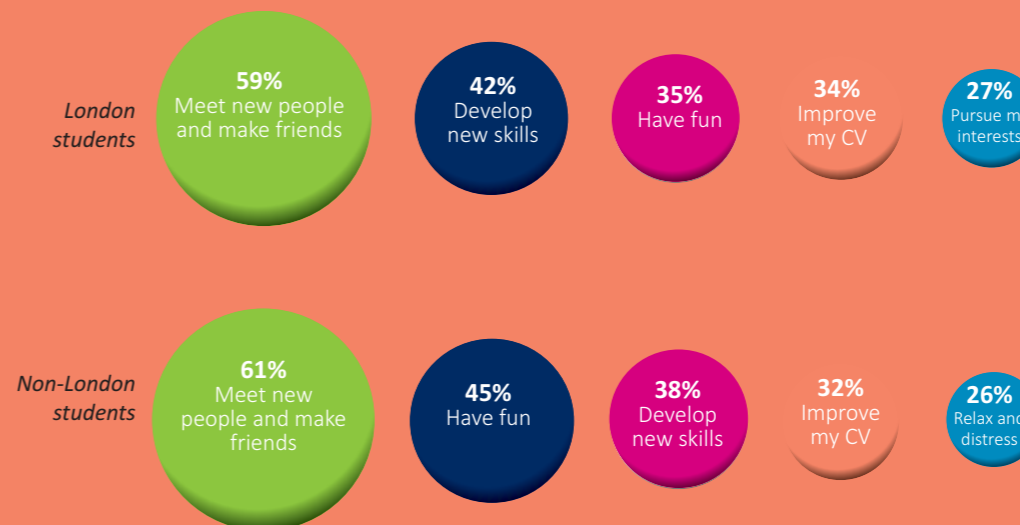 London
students
59%
Meet new people
and make friends
42%
Develop
new skills
35%
Have fun
34%
Improve
my CV
27%
Pursue m
interests
Non-London
students
61%
Meet new
people and make
friends
45%
Have fun
38%
Develop
new skills
32%
Improve
my CV
26%
Relax and
distress